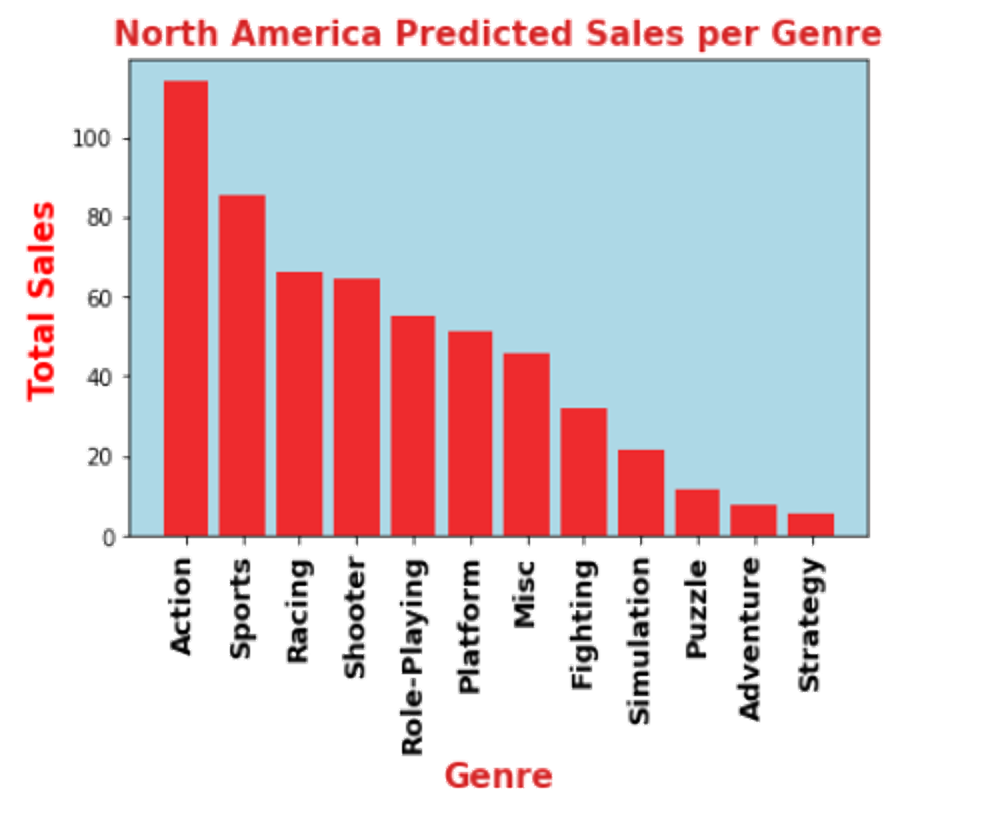 North America Predicted Sales per Genre
Total Sales
100
80
60
40
20
0
Action
Sports
Racing
Shooter
Role-Playing
Platform
Misc
Fighting
Simulation
Puzzle
Adventure
Strategy
Genre